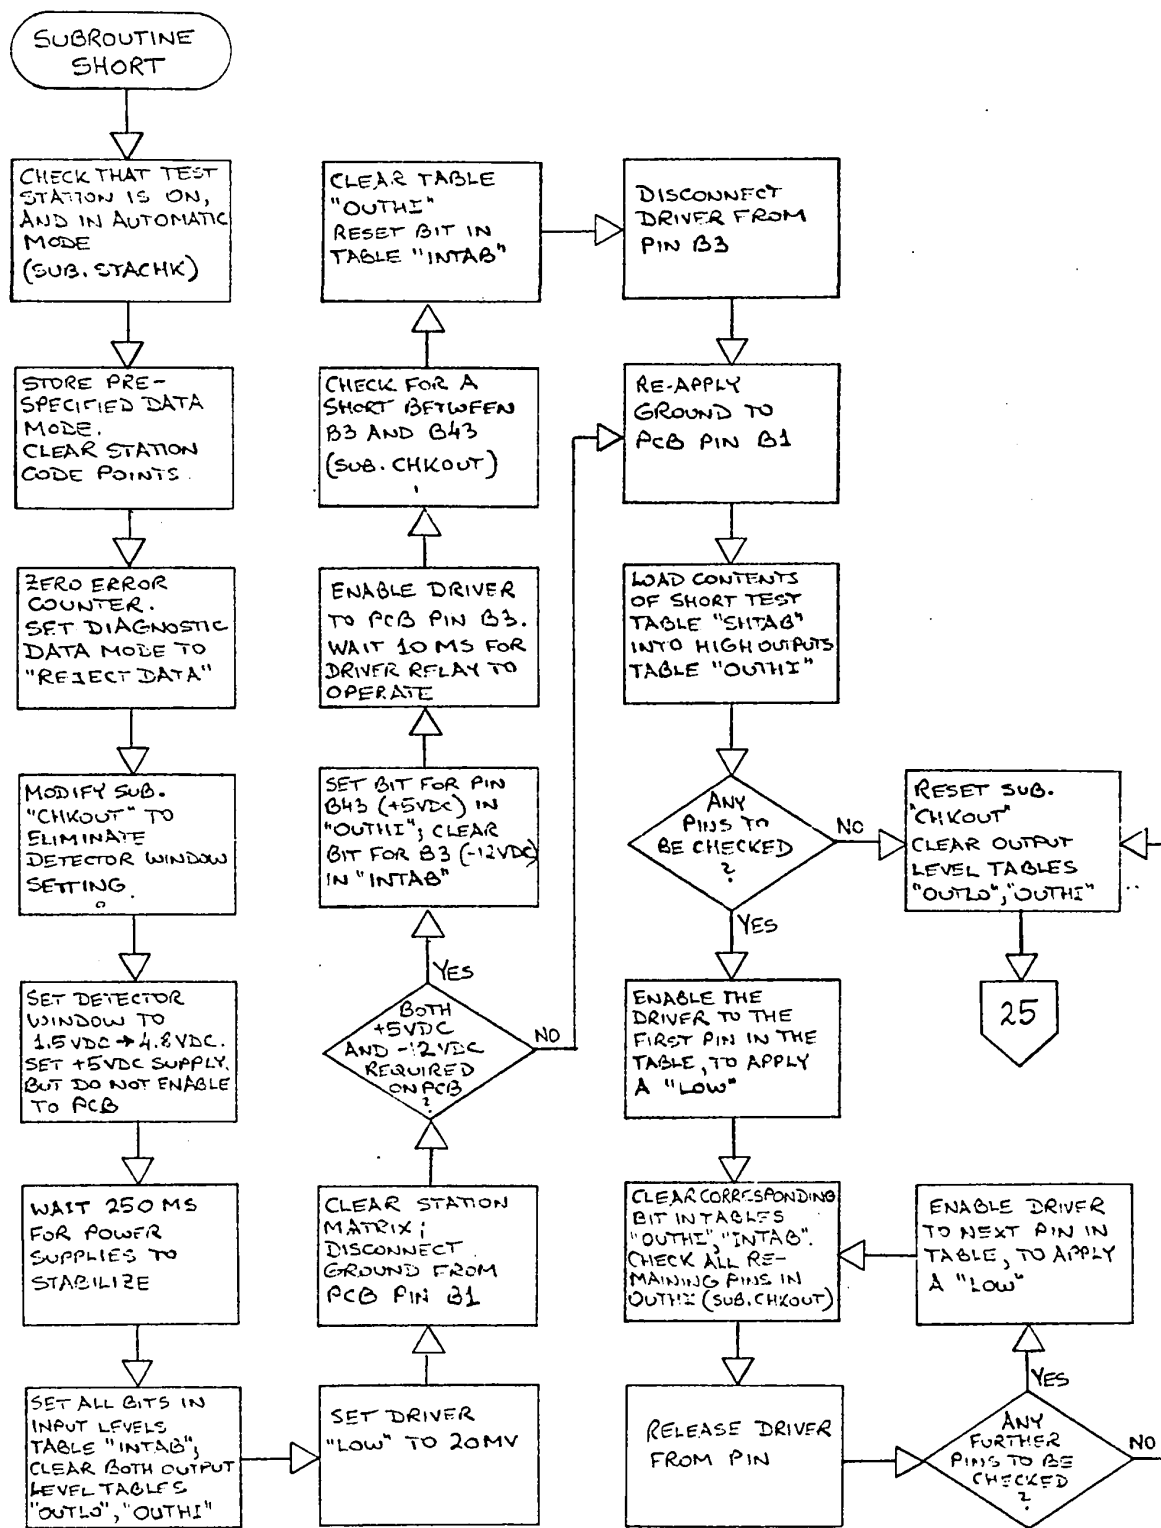 SUBROUTINE
SHORT
CHECK THAT TEST
STATION IS ON,
AND IN AUTOMATIC
MODE
(SUB. STACHK)
STORE PRE-
SPECIFIED DATA
MODE.
CLEAR STATION
CODE POINTS.
ZERO ERROR
COUNTER.
SET DIAGNOSTIC
DATA MODE TO
"REJECT DATA"
MODIFY SUB.
"CHKOUT" TO
ELIMINATE
DETECTOR WINDOW
SETTING.
SET DETECTOR
WINDOW TO
1.5VDC→4.8VDC.
SET +5VDC SUPPLY.
BUT DO NOT ENABLE
TO PCB
WAIT 250 MS
FOR POWER
SUPPLIES TO
STABILIZE
SET ALL BITS IN
INPUT LEVELS
TABLE "INTAB",
CLEAR BOTH OUTPUT
LEVEL TABLES
"OUTLO", "OUTHI"
SET DRIVER
"LOW" TO 20MV
CLEAR STATION
MATRIX;
DISCONNECT
GROUND FROM
PCB PIN B1
BOTH
+5VDC
AND -12VDC
REQUIRED
ON PCB
?
YES
NO
SET BIT FOR PIN
B43 (+5VDC) IN
"OUTHI"; CLEAR
BIT FOR B3 (-12VDC)
IN "INTAB"
ENABLE DRIVER
TO PCB PIN B3.
WAIT 10 MS FOR
DRIVER RELAY TO
OPERATE
CHECK FOR A
SHORT BETWEEN
B3 AND B43
(SUB. CHKOUT)
CLEAR TABLE
"OUTHI"
RESET BIT IN
TABLE "INTAB"
DISCONNECT
DRIVER FROM
PIN B3
RE-APPLY
GROUND TO
PCB PIN B1
LOAD CONTENTS
OF SHORT TEST
TABLE "SHTAB"
INTO HIGH OUTPUTS
TABLE "OUTHI"
ANY
PINS TO
BE CHECKED
?
NO
YES
RESET SUB.
"CHKOUT"
CLEAR OUTPUT
LEVEL TABLES
"OUTLO", "OUTHI"
25
ENABLE THE
DRIVER TO THE
FIRST PIN IN THE
TABLE, TO APPLY
A "LOW"
CLEAR CORRESPONDING
BIT IN TABLES
"OUTHI", "INTAB".
CHECK ALL RE-
MAINING PINS IN
OUTHI (SUB. CHKOUT)
RELEASE DRIVER
FROM PIN
ANY
FURTHER
PINS TO BE
CHECKED
?
YES
NO
ENABLE DRIVER
TO NEXT PIN IN
TABLE, TO APPLY
A "LOW"